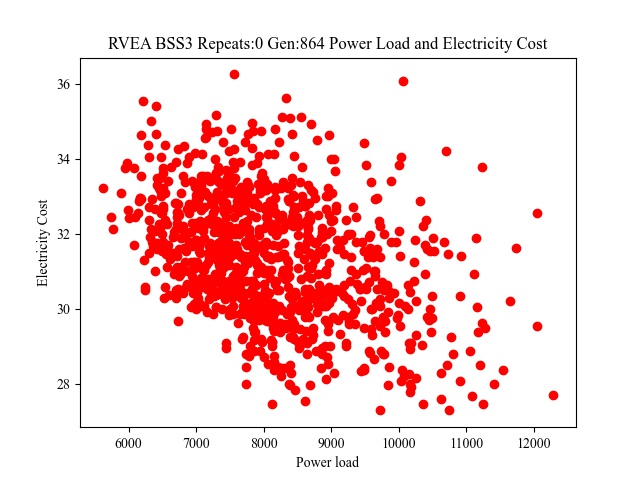 RVEA BSS3 Repeats:0 Gen:864 Power Load and Electricity Cost
36
34
32
30
28
Electricity Cost
6000 7000 8000 9000 10000 11000 12000
Power load